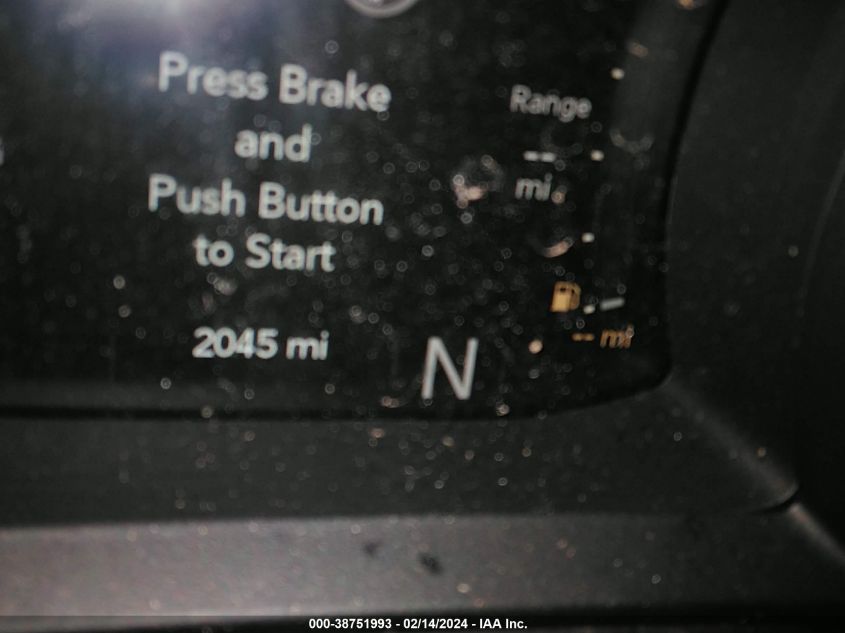 Press Brake
and
Push Button
to Start
2045 mi
N
Range
-- mi
-- mi
000-38751993 - 02/14/2024 - IAA Inc.